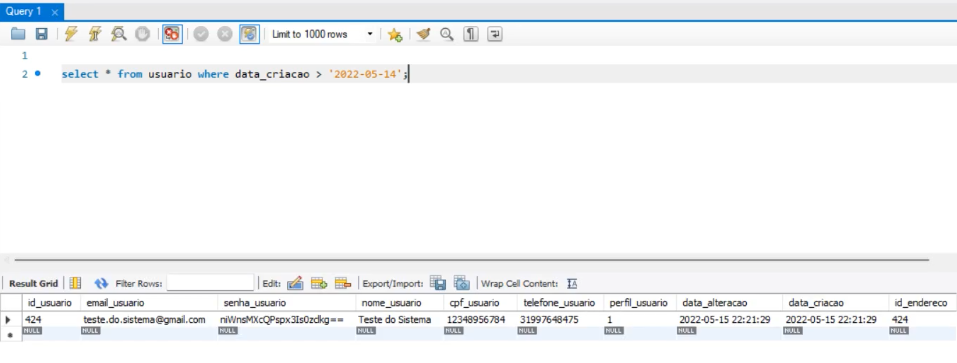 Query 1
Limit to 1000 rows
1
2 select * from usuario where data_criacao > '2022-05-14';
Result Grid Filter Rows: Edit: Export/Import: Wrap Cell Content:
id_usuario email_usuario senha_usuario nome_usuario cpf_usuario telefone_usuario perfil_usuario data_alteracao data_criacao id_endereco
424 teste.do.sistema@gmail.com niWnsMXcQPspx3Is0zclkg== Teste do Sistema 12348956784 31997648475 1 2022-05-15 22:21:29 2022-05-15 22:21:29 424
NULL NULL NULL NULL NULL NULL NULL NULL NULL NULL